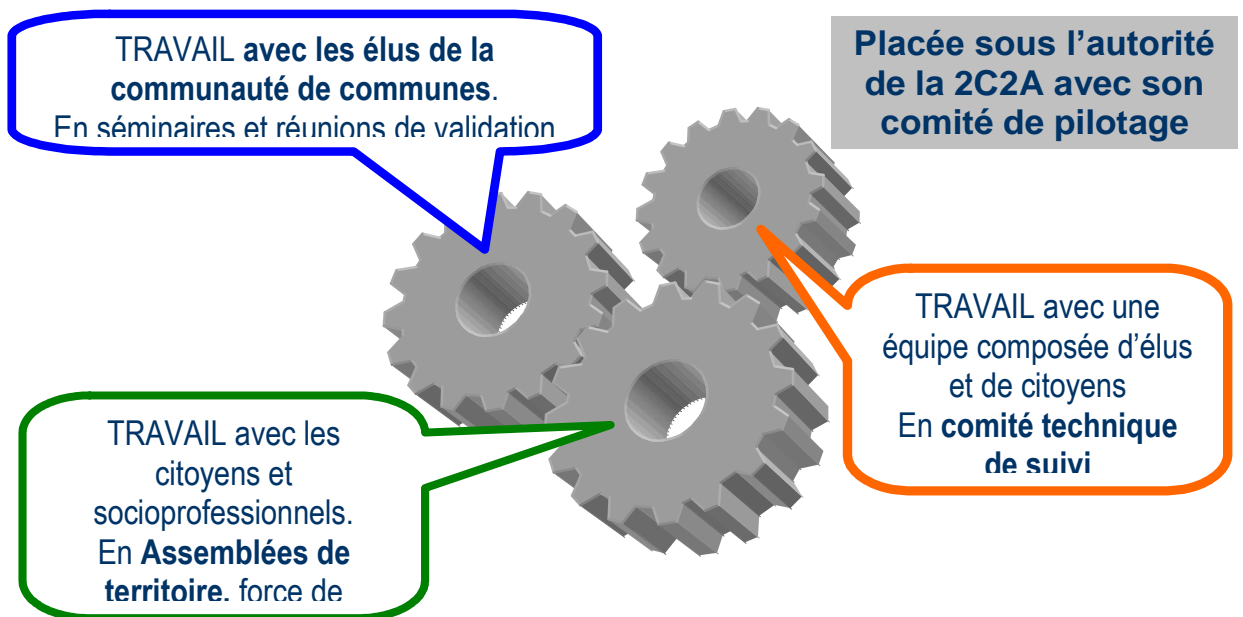 TRAVAIL avec les élus de la
communauté de communes.
En séminaires et réunions de validation
Placée sous l’autorité
de la 2C2A avec son
comité de pilotage
TRAVAIL avec une
équipe composée d’élus
et de citoyens
En comité technique
de suivi
TRAVAIL avec les
citoyens et
socioprofessionnels.
En Assemblées de
territoire, force de